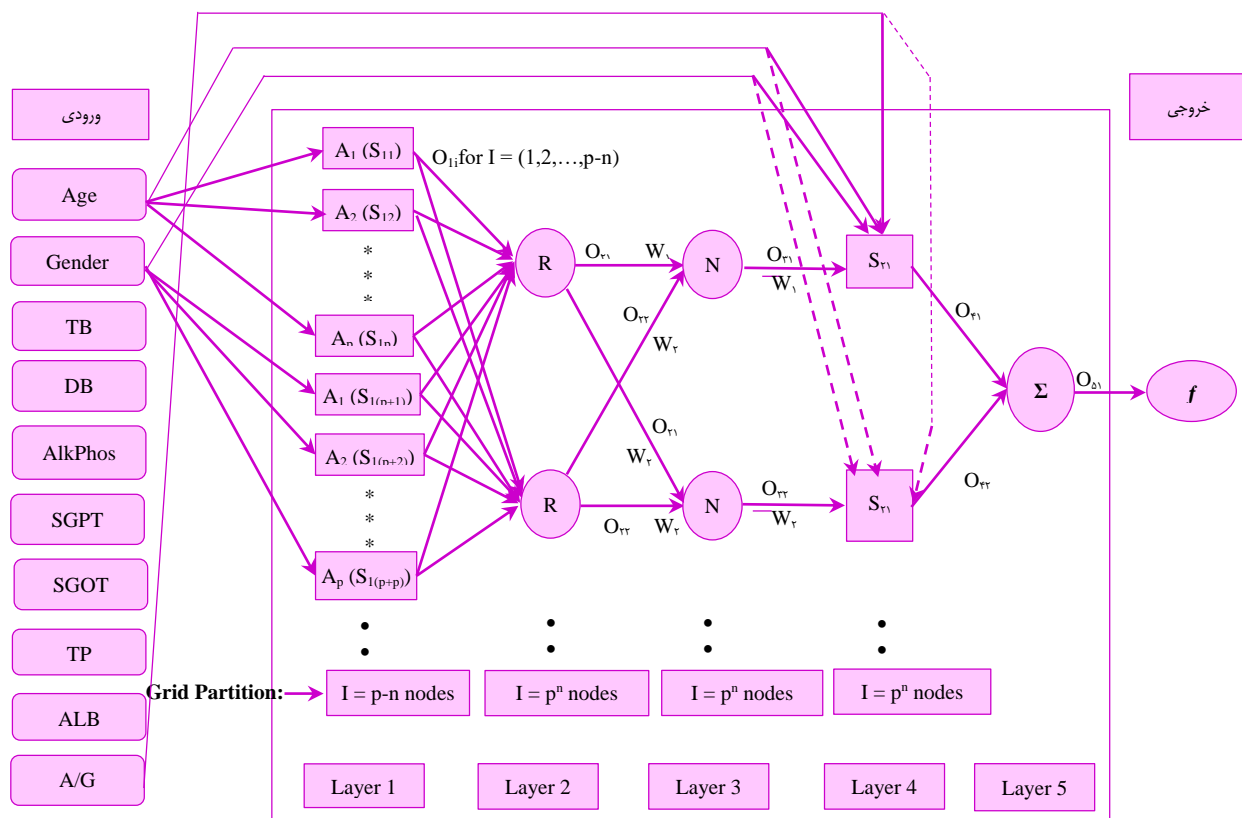 ورودی
خروجی
Age
Gender
TB
DB
AlkPhos
SGPT
SGOT
TP
ALB
A/G
A₁ (S₁₁)
O₁ᵢfor I = (1,2,…,p-n)
A₂ (S₁₂)
*
*
*
Aₚ (S₁ₚ)
A₁ (S₁₍ₚ₊₁₎)
A₂ (S₁₍ₚ₊₂₎)
*
*
*
Aₚ (S₁₍ₚ₊ₚ₎)
R
O۲۱
W۱
N
O۳۱
W۱
S۲۱
O۲۲
W۲
O۴۱
Σ
O۵۱
f
O۲۱
W۲
R
O۲۲
W۲
N
O۳۲
W۲
S۲۱
O۴۲
Grid Partition:
I = p-n nodes
I = pⁿ nodes
I = pⁿ nodes
I = pⁿ nodes
Layer 1
Layer 2
Layer 3
Layer 4
Layer 5